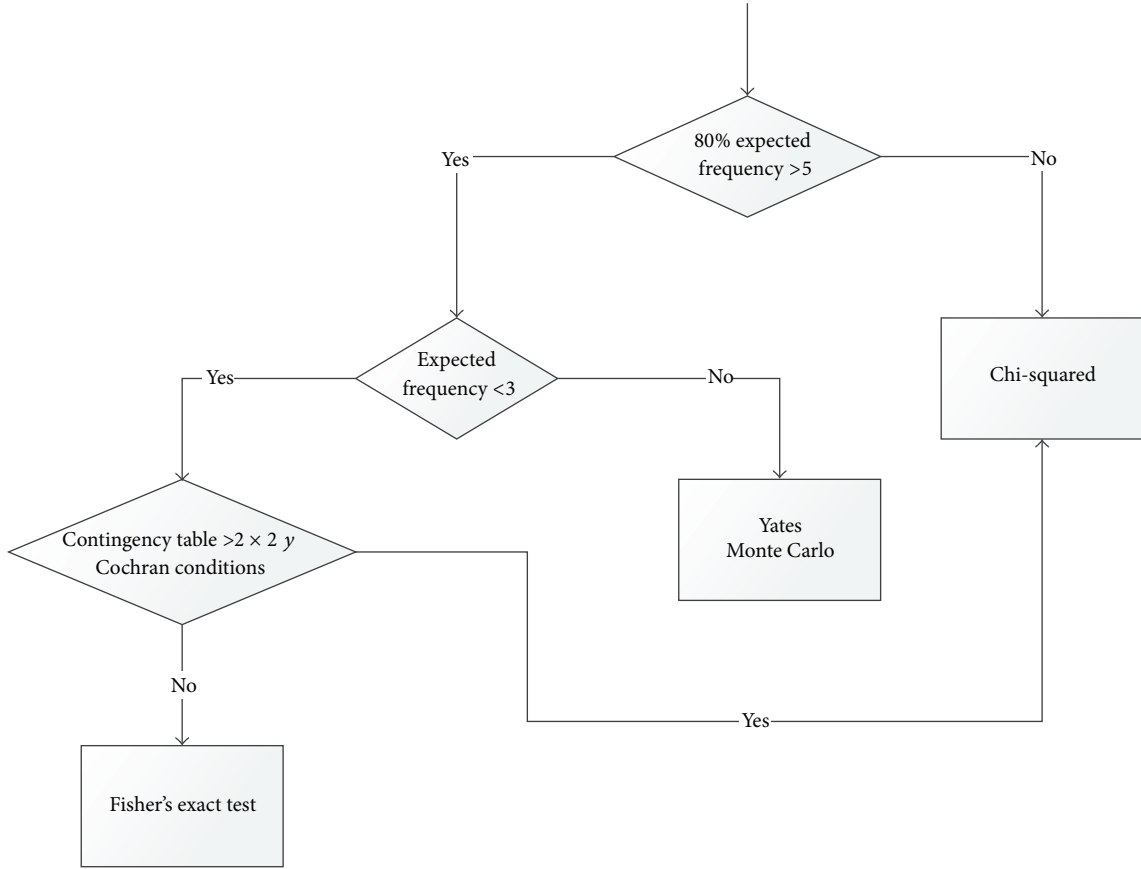 80% expected
frequency >5
Yes
No
Expected
frequency <3
Chi-squared
Yes
No
Contingency table >2 × 2 y
Cochran conditions
Yates
Monte Carlo
No
Yes
Fisher's exact test